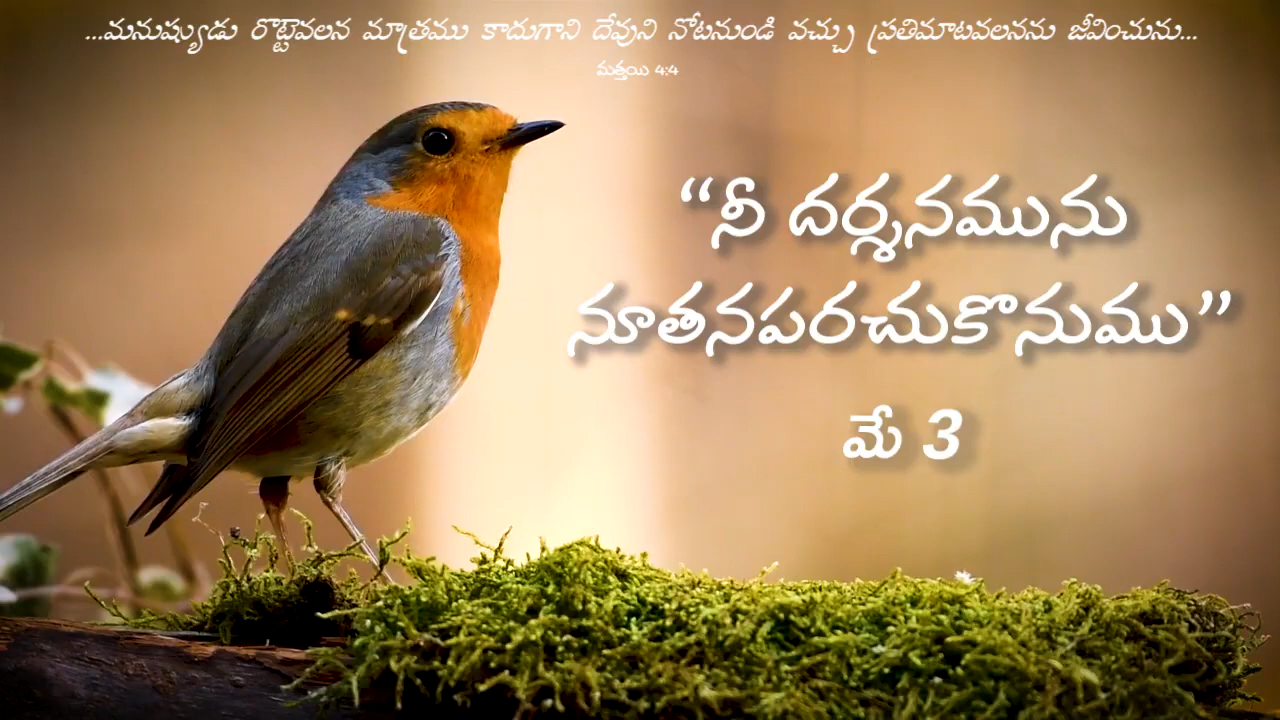 ...మనుష్యుడు రొట్టెవలన మాత్రము కాదుగాని దేవుని నోటనుండి వచ్చు ప్రతిమాటవలనను జీవించును...
మత్తయి 4:4
“నీ దర్శనమును
నూతనపరచుకొనుము”
మే 3